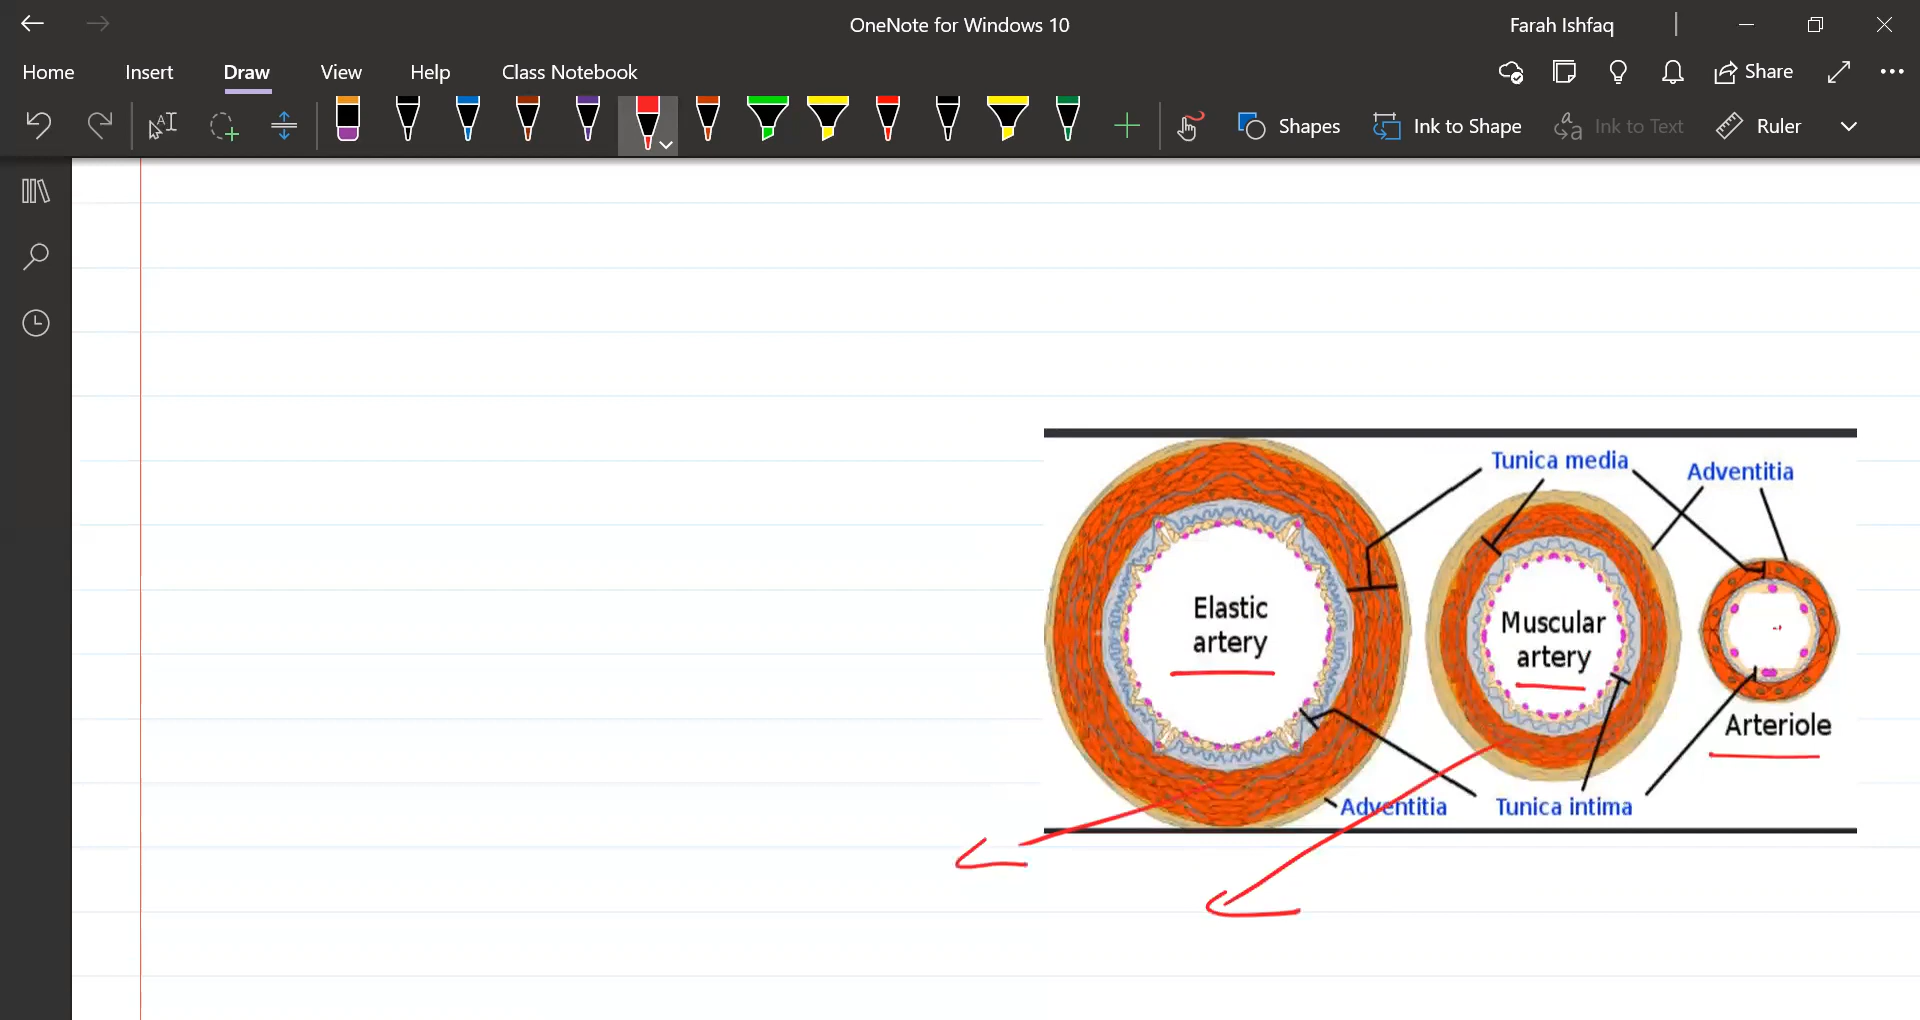 OneNote for Windows 10
Farah Ishfaq
Home Insert Draw View Help Class Notebook
Share
Shapes Ink to Shape Ink to Text Ruler
Tunica media
Adventitia
Elastic
artery
Muscular
artery
Arteriole
Adventitia
Tunica intima